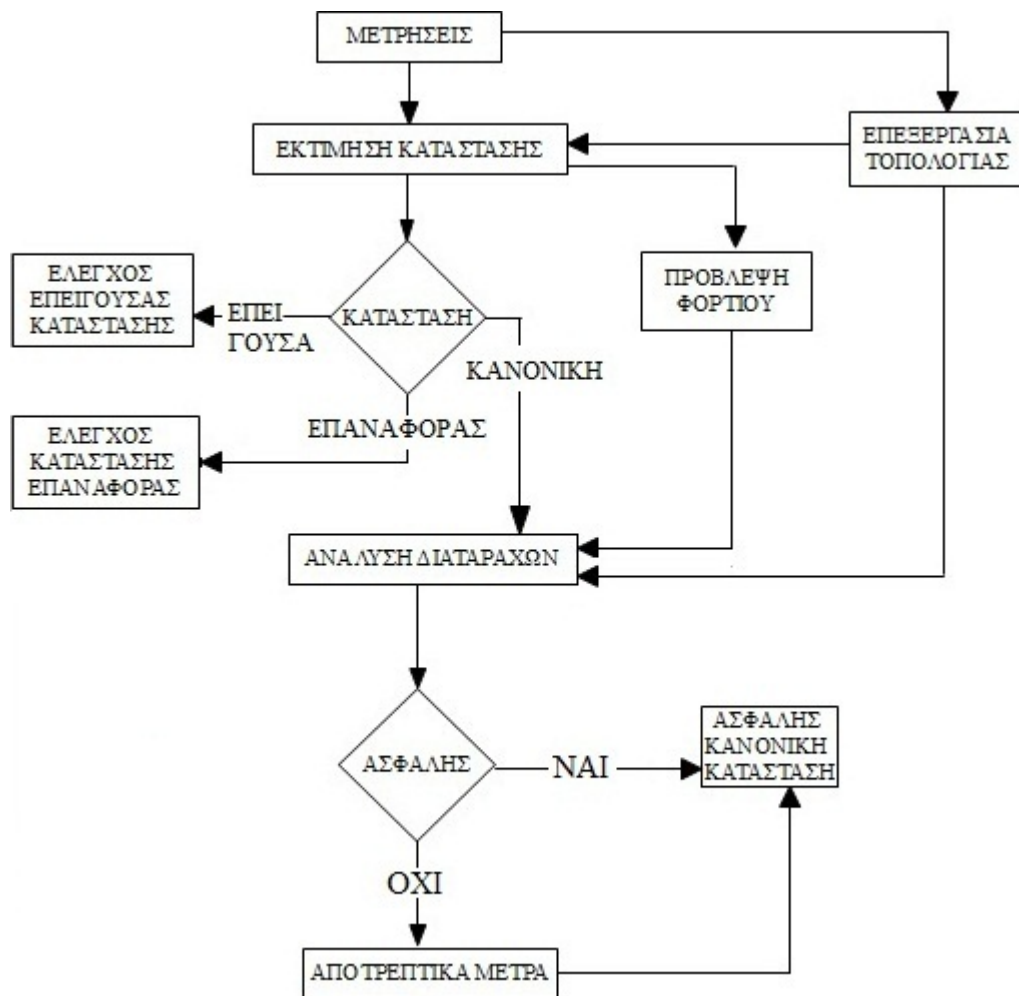 ΜΕΤΡΗΣΕΙΣ
ΕΚΤΙΜΗΣΗ ΚΑΤΑΣΤΑΣΗΣ
ΕΠΕΞΕΡΓΑΣΙΑ
ΤΟΠΟΛΟΓΙΑΣ
ΕΛΕΓΧΟΣ
ΕΠΕΙΓΟΥΣΑΣ
ΚΑΤΑΣΤΑΣΗΣ
ΕΠΕΙ
ΓΟΥΣΑ
ΚΑΤΑΣΤΑΣΗ
ΠΡΟΒΛΕΨΗ
ΦΟΡΤΙΟΥ
ΚΑΝΟΝΙΚΗ
ΕΠΑΝΑΦΟΡΑΣ
ΕΛΕΓΧΟΣ
ΚΑΤΑΣΤΑΣΗΣ
ΕΠΑΝΑΦΟΡΑΣ
ΑΝΑΛΥΣΗ ΔΙΑΤΑΡΑΧΩΝ
ΑΣΦΑΛΗΣ
ΝΑΙ
ΑΣΦΑΛΗΣ
ΚΑΝΟΝΙΚΗ
ΚΑΤΑΣΤΑΣΗ
ΟΧΙ
ΑΠΟΤΡΕΠΤΙΚΑ ΜΕΤΡΑ